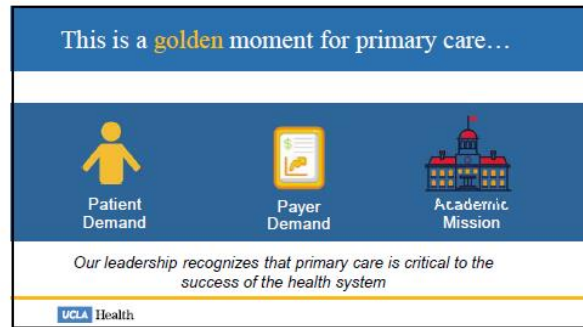 This is a golden moment for primary care…
Patient
Demand
Payer
Demand
Academic
Mission
Our leadership recognizes that primary care is critical to the
success of the health system
UCLA Health